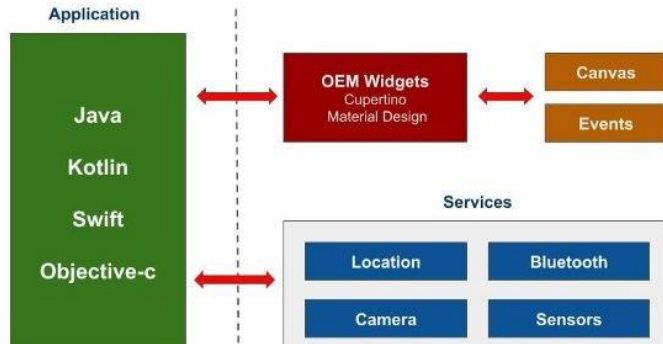 Application
Java
Kotlin
Swift
Objective-c
OEM Widgets
Cupertino
Material Design
Canvas
Events
Services
Location
Bluetooth
Camera
Sensors